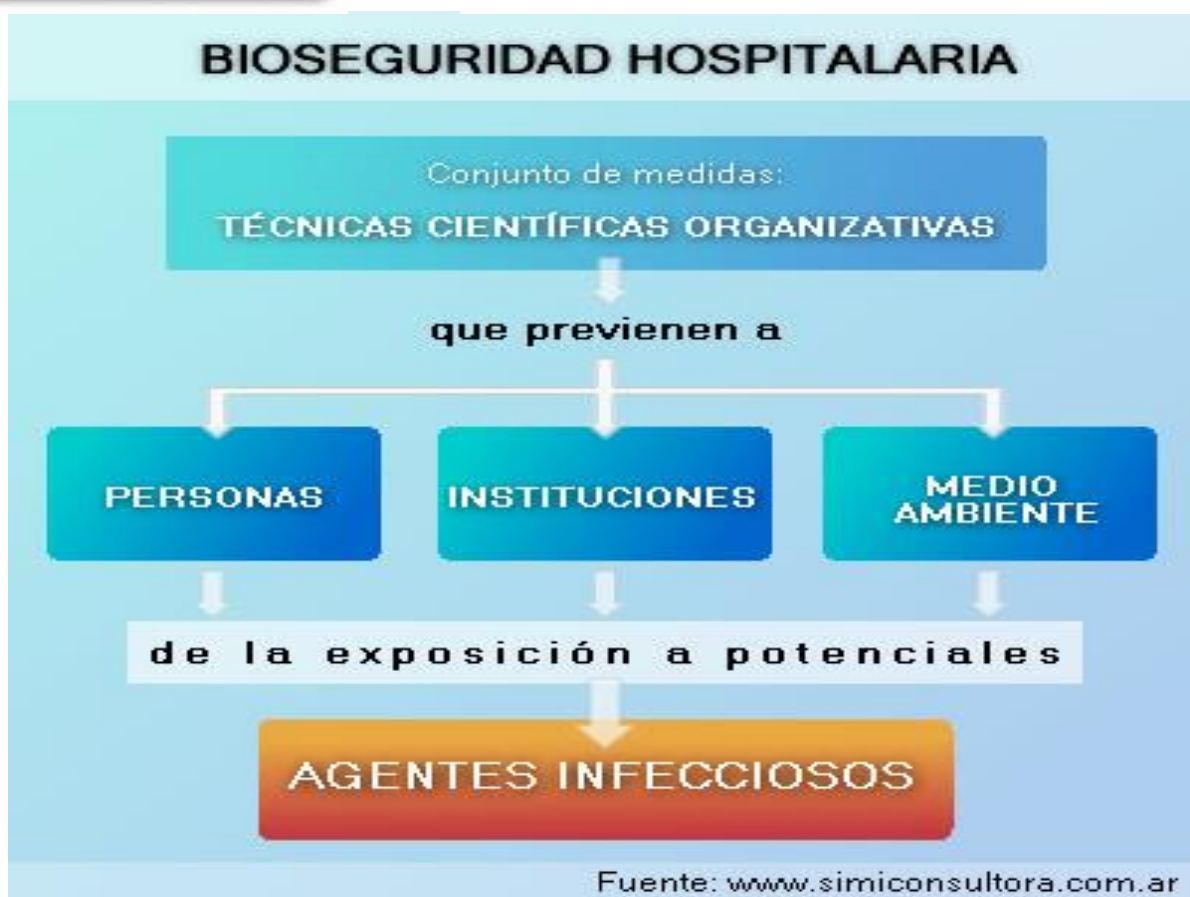 BIOSEGURIDAD HOSPITALARIA
Conjunto de medidas:
TÉCNICAS CIENTÍFICAS ORGANIZATIVAS
que previenen a
PERSONAS
INSTITUCIONES
MEDIO
AMBIENTE
de la exposición a potenciales
AGENTES INFECCIOSOS
Fuente: www.simiconsultora.com.ar